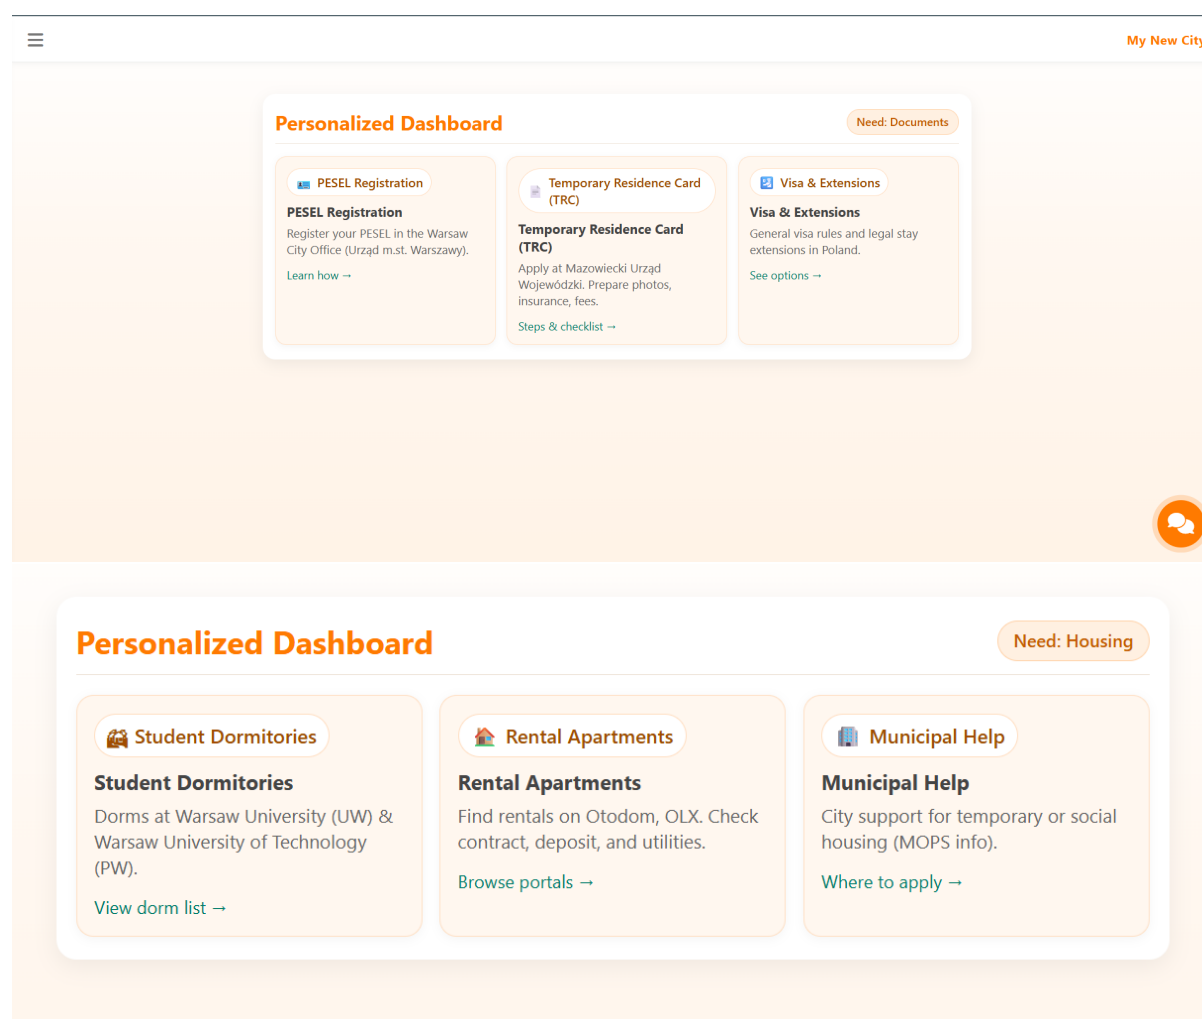 My New City
Personalized Dashboard
Need: Documents
PESEL Registration
PESEL Registration
Register your PESEL in the Warsaw
City Office (Urząd m.st. Warszawy).
Learn how →
Temporary Residence Card
(TRC)
Temporary Residence Card
(TRC)
Apply at Mazowiecki Urząd
Wojewódzki. Prepare photos,
insurance, fees.
Steps & checklist →
Visa & Extensions
Visa & Extensions
General visa rules and legal stay
extensions in Poland.
See options →
Personalized Dashboard
Need: Housing
Student Dormitories
Student Dormitories
Dorms at Warsaw University (UW) &
Warsaw University of Technology
(PW).
View dorm list →
Rental Apartments
Rental Apartments
Find rentals on Otodom, OLX. Check
contract, deposit, and utilities.
Browse portals →
Municipal Help
Municipal Help
City support for temporary or social
housing (MOPS info).
Where to apply →